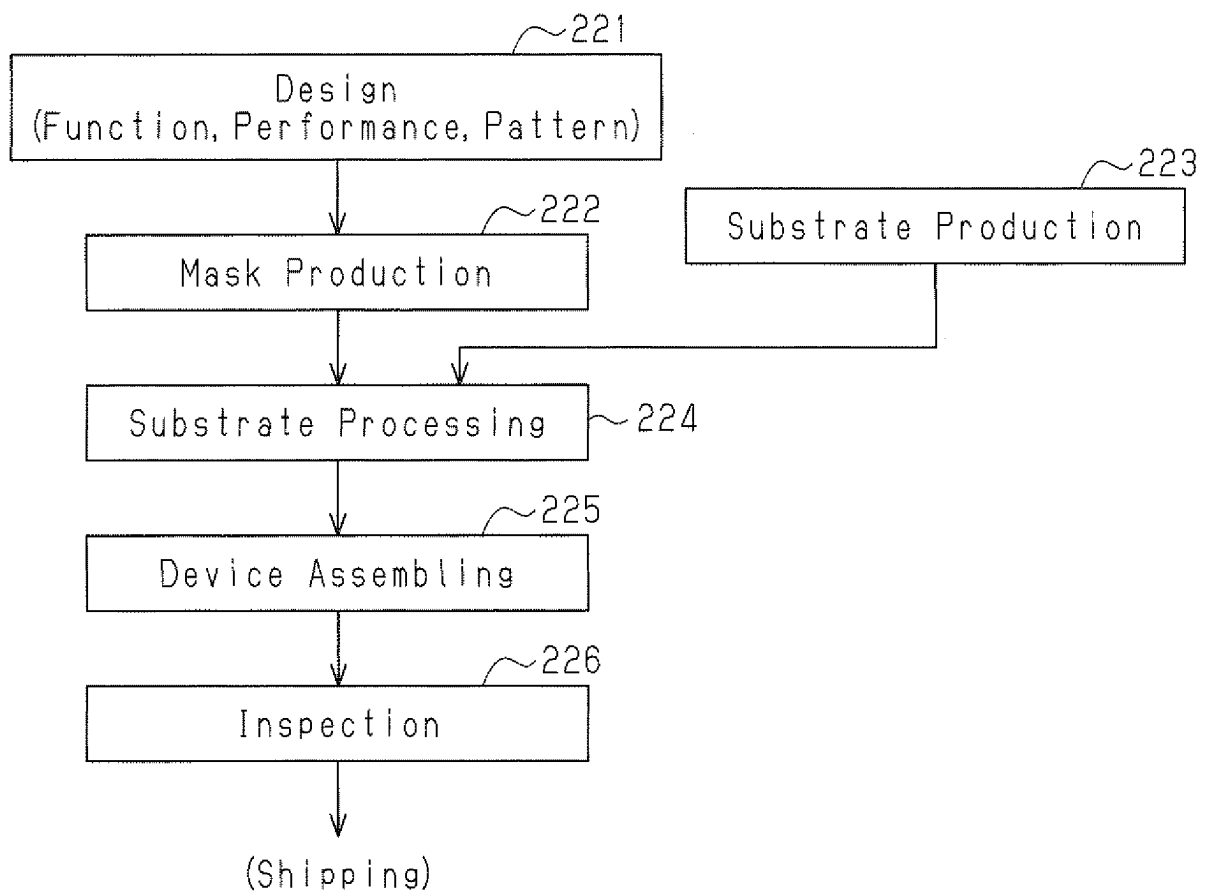 221
Design
(Function, Performance, Pattern)
223
Substrate Production
222
Mask Production
Substrate Processing
224
225
Device Assembling
226
Inspection
(Shipping)